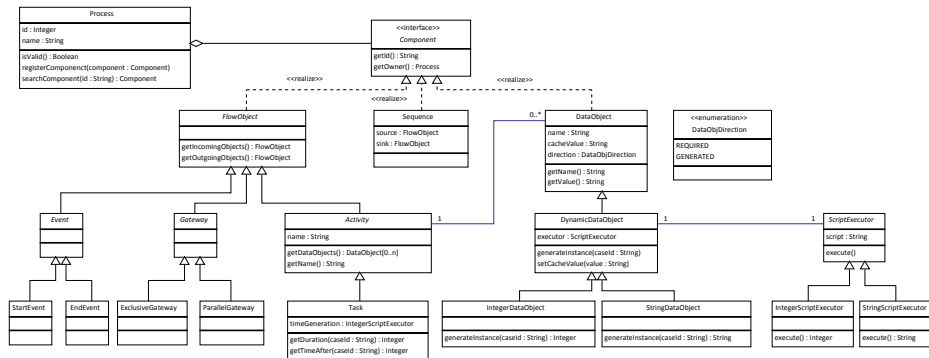 Process
id : Integer
name : String
isValid() : Boolean
registerComponenct(component : Component)
searchComponent(id : String) : Component
<<interface>>
Component
getId() : String
getOwner() : Process
<<realize>>
<<realize>>
<<realize>>
FlowObject
getIncomingObjects() : FlowObject
getOutgoingObjects() : FlowObject
Sequence
source : FlowObject
sink : FlowObject
0..*
DataObject
name : String
cacheValue : String
direction : DataObjDirection
getName() : String
getValue() : String
<<enumeration>>
DataObjDirection
REQUIRED
GENERATED
Event
Gateway
Activity
name : String
getDataObjects() : DataObject[0..n]
getName() : String
1
DynamicDataObject
executor : ScriptExecutor
generateInstance(caseId : String)
setCacheValue(value : String)
1
1
ScriptExecutor
script : String
execute()
StartEvent
EndEvent
ExclusiveGateway
ParallelGateway
Task
timeGeneration : IntegerScriptExecutor
getDuration(caseId : String) : Integer
getTimeAfter(caseId : String) : Integer
IntegerDataObject
generateInstance(caseId : String) : Integer
StringDataObject
generateInstance(caseId : String) : String
IntegerScriptExecutor
execute() : Integer
StringScriptExecutor
execute() : String